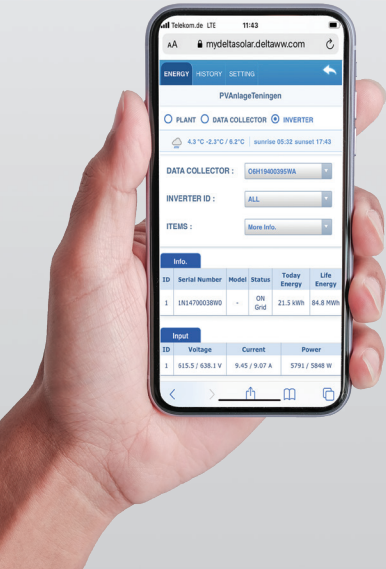 Telekom.de LTE 11:43
AA mydeltasolar.deltaww.com
ENERGY HISTORY SETTING
PVAnlageTeningen
PLANT DATA COLLECTOR INVERTER
4.3 °C -2.3°C / 6.2°C sunrise 05:32 sunset 17:43
DATA COLLECTOR : O6H19400395WA
INVERTER ID : ALL
ITEMS : More Info.
Info.
ID Serial Number Model Status Today Energy Life Energy
1 1N14700038W0 - ON Grid 21.5 kWh 84.8 MWh
Input
ID Voltage Current Power
1 615.5 / 638.1 V 9.45 / 9.07 A 5791 / 5848 W